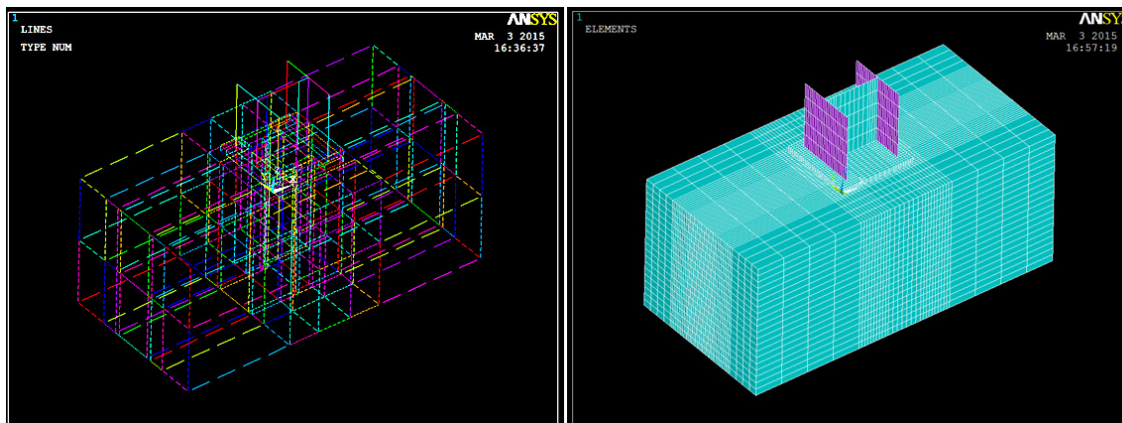 1
LINES
TYPE NUM
ANSYS
MAR 3 2015
16:36:37
1
ELEMENTS
ANSY
MAR 3 2015
16:57:19